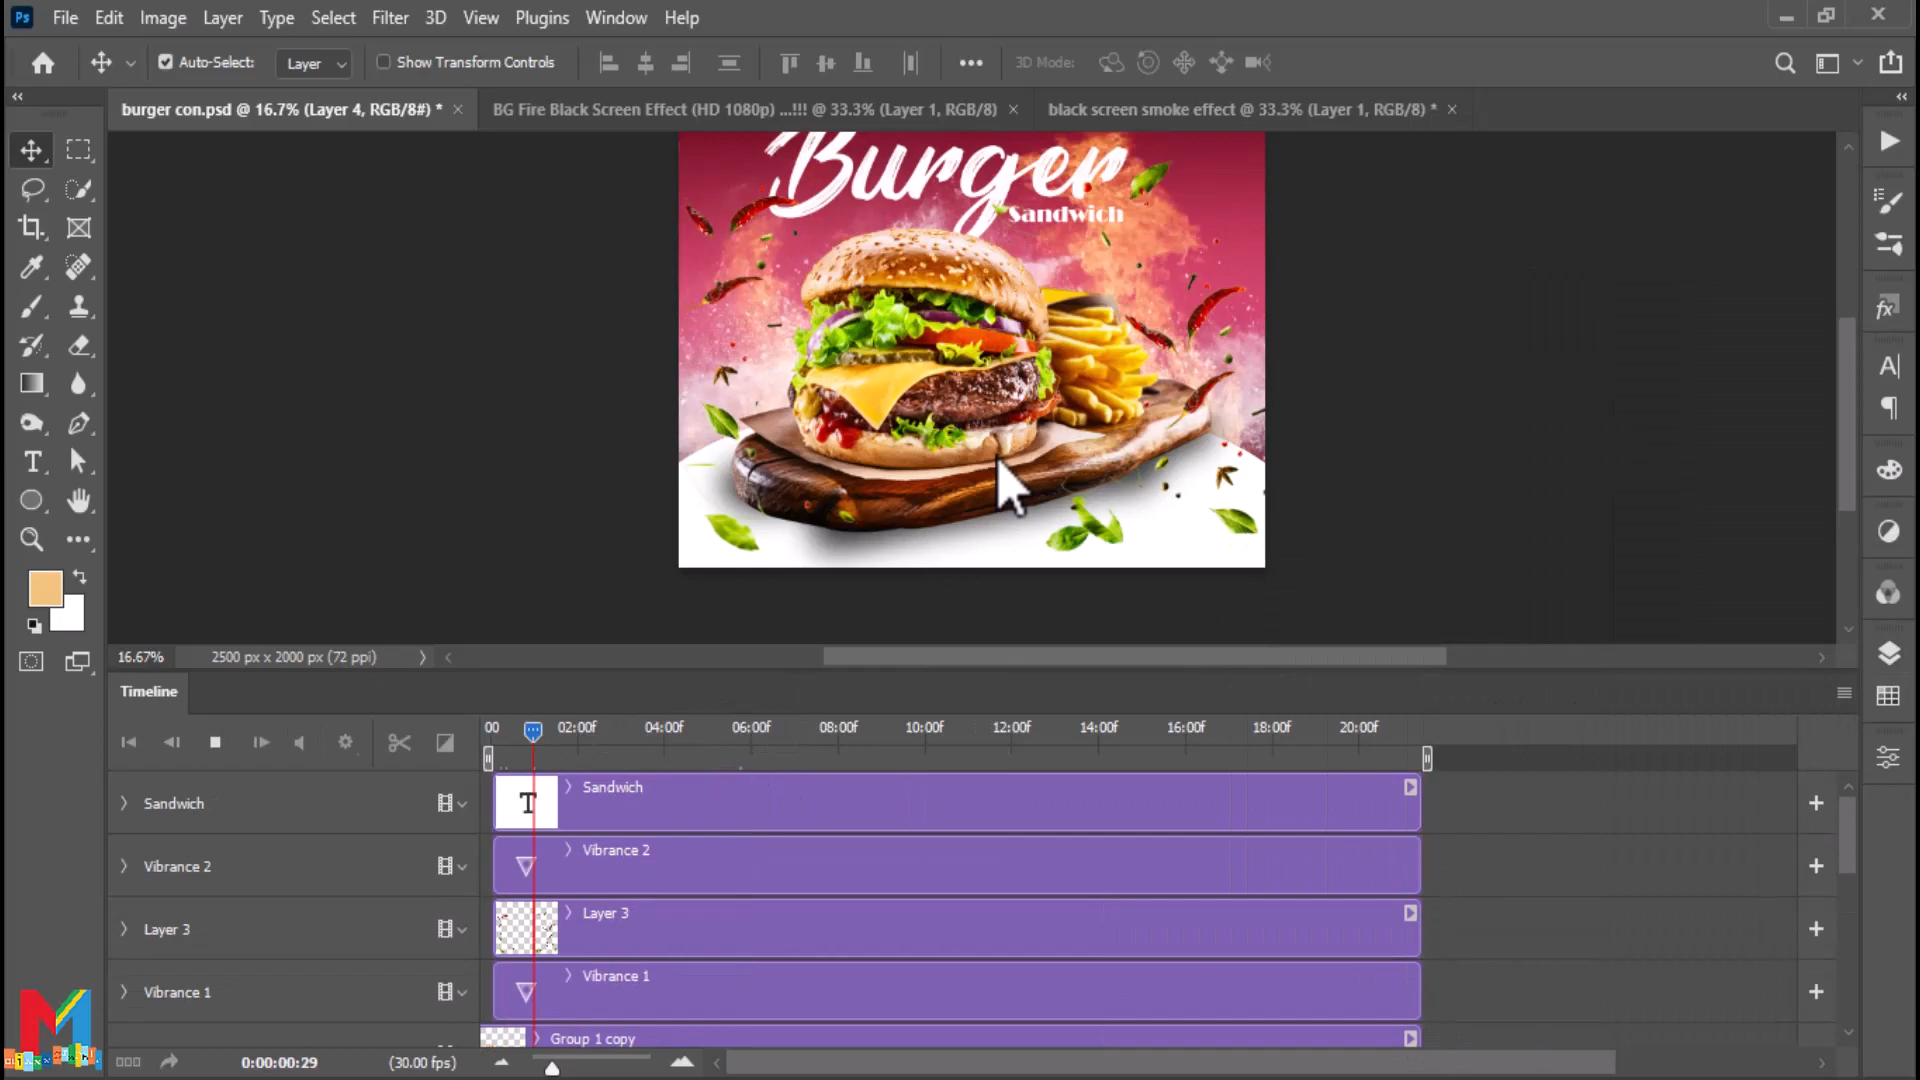 Ps File Edit Image Layer Type Select Filter 3D View Plugins Window Help
Auto-Select: Layer Show Transform Controls 3D Mode:
burger con.psd @ 16.7% (Layer 4, RGB/8#) * BG Fire Black Screen Effect (HD 1080p) ...!!! @ 33.3% (Layer 1, RGB/8) black screen smoke effect @ 33.3% (Layer 1, RGB/8) *
Burger
Sandwich
16.67% 2500 px x 2000 px (72 ppi)
Timeline
00 02:00f 04:00f 06:00f 08:00f 10:00f 12:00f 14:00f 16:00f 18:00f 20:00f
Sandwich T Sandwich
Vibrance 2 Vibrance 2
Layer 3 Layer 3
Vibrance 1 Vibrance 1
Group 1 copy
0:00:00:29 (30.00 fps)